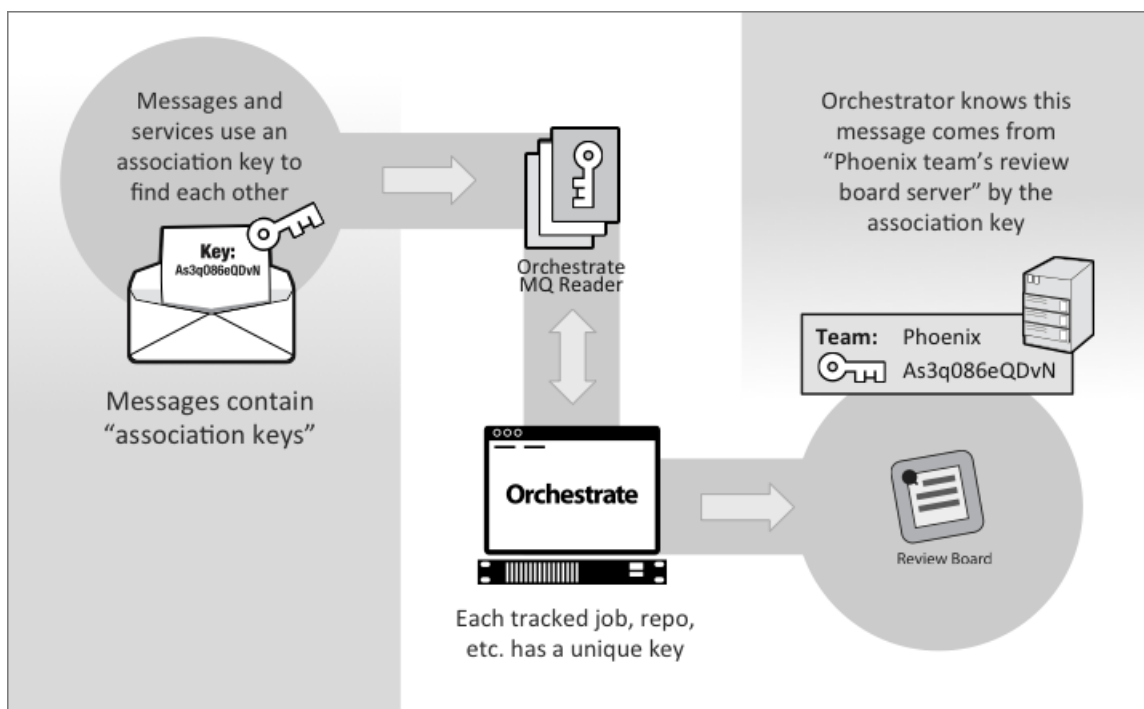 Messages and
services use an
association key to
find each other
Key:
As3q086eQDvN
Messages contain
“association keys”
Orchestrate
MQ Reader
Orchestrate
Each tracked job, repo,
etc. has a unique key
Orchestrator knows this
message comes from
“Phoenix team’s review
board server” by the
association key
Team: Phoenix
As3q086eQDvN
Review Board